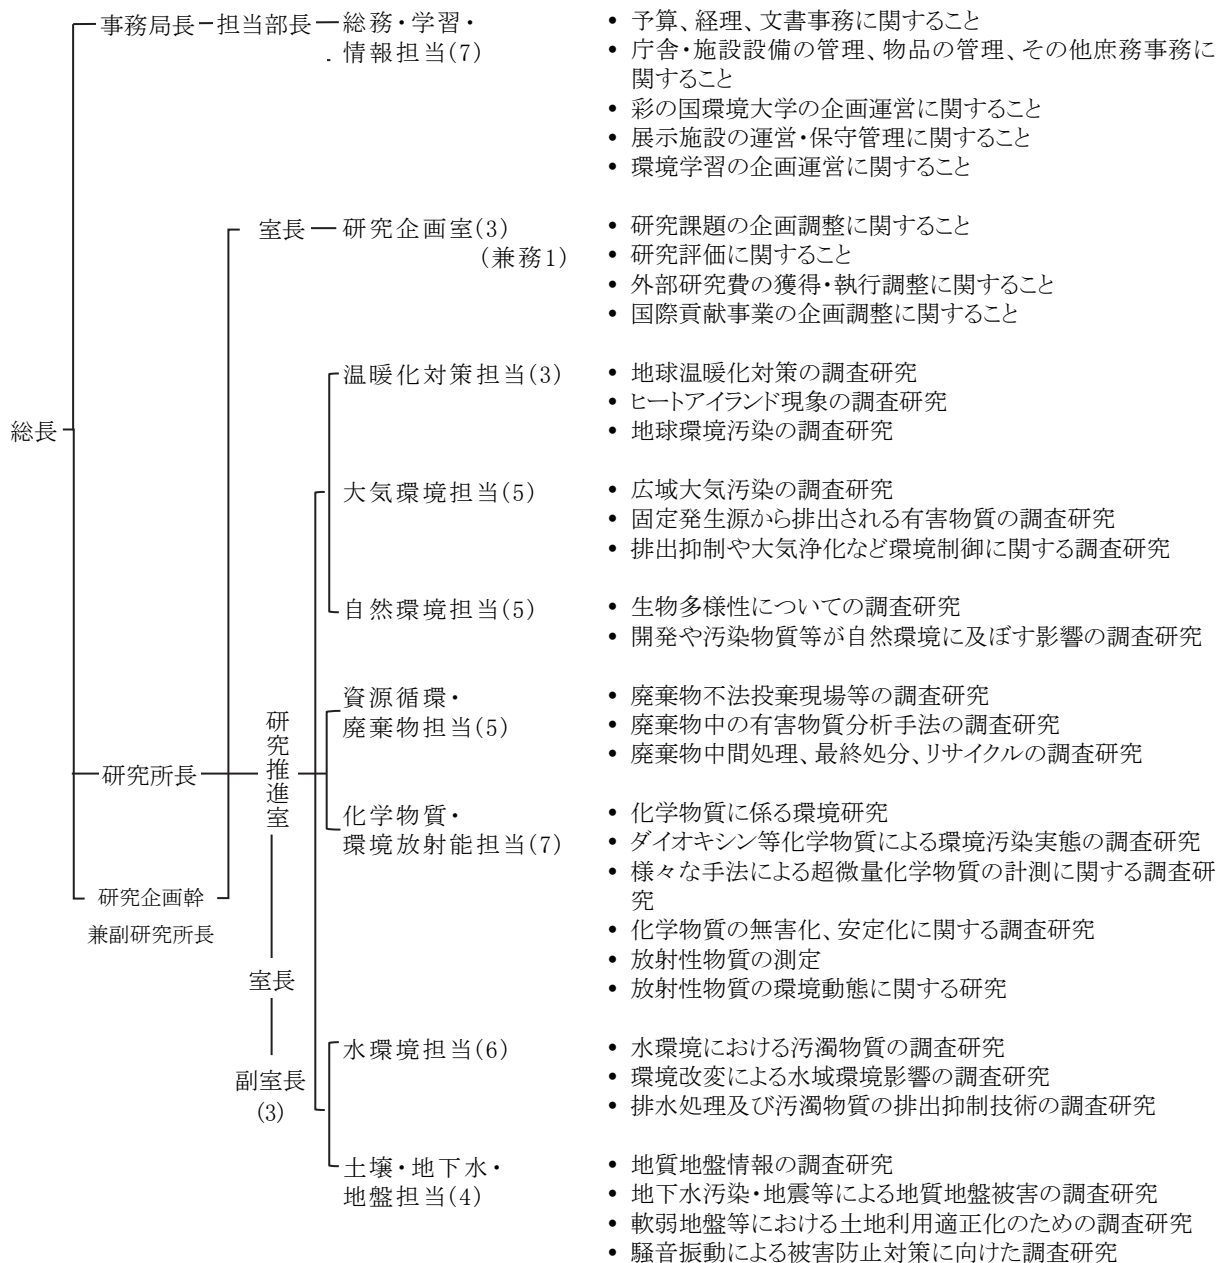 事務局長 担当部長 総務・学習・
情報担当(7)
• 予算、経理、文書事務に関すること
• 庁舎・施設設備の管理、物品の管理、その他庶務事務に
関すること
• 彩の国環境大学の企画運営に関すること
• 展示施設の運営・保守管理に関すること
• 環境学習の企画運営に関すること
室長 研究企画室(3)
(兼務1)
• 研究課題の企画調整に関すること
• 研究評価に関すること
• 外部研究費の獲得・執行調整に関すること
• 国際貢献事業の企画調整に関すること
総長
温暖化対策担当(3)
• 地球温暖化対策の調査研究
• ヒートアイランド現象の調査研究
• 地球環境汚染の調査研究
大気環境担当(5)
• 広域大気汚染の調査研究
• 固定発生源から排出される有害物質の調査研究
• 排出抑制や大気浄化など環境制御に関する調査研究
自然環境担当(5)
• 生物多様性についての調査研究
• 開発や汚染物質等が自然環境に及ぼす影響の調査研究
研究所長
研究推進室
資源循環・
廃棄物担当(5)
• 廃棄物不法投棄現場等の調査研究
• 廃棄物中の有害物質分析手法の調査研究
• 廃棄物中間処理、最終処分、リサイクルの調査研究
化学物質・
環境放射能担当(7)
• 化学物質に係る環境研究
• ダイオキシン等化学物質による環境汚染実態の調査研究
• 様々な手法による超微量化学物質の計測に関する調査研
究
• 化学物質の無害化、安定化に関する調査研究
• 放射性物質の測定
• 放射性物質の環境動態に関する研究
研究企画幹
兼副研究所長
室長
副室長
(3)
水環境担当(6)
• 水環境における汚濁物質の調査研究
• 環境改変による水域環境影響の調査研究
• 排水処理及び汚濁物質の排出抑制技術の調査研究
土壌・地下水・
地盤担当(4)
• 地質地盤情報の調査研究
• 地下水汚染・地震等による地質地盤被害の調査研究
• 軟弱地盤等における土地利用適正化のための調査研究
• 騒音振動による被害防止対策に向けた調査研究